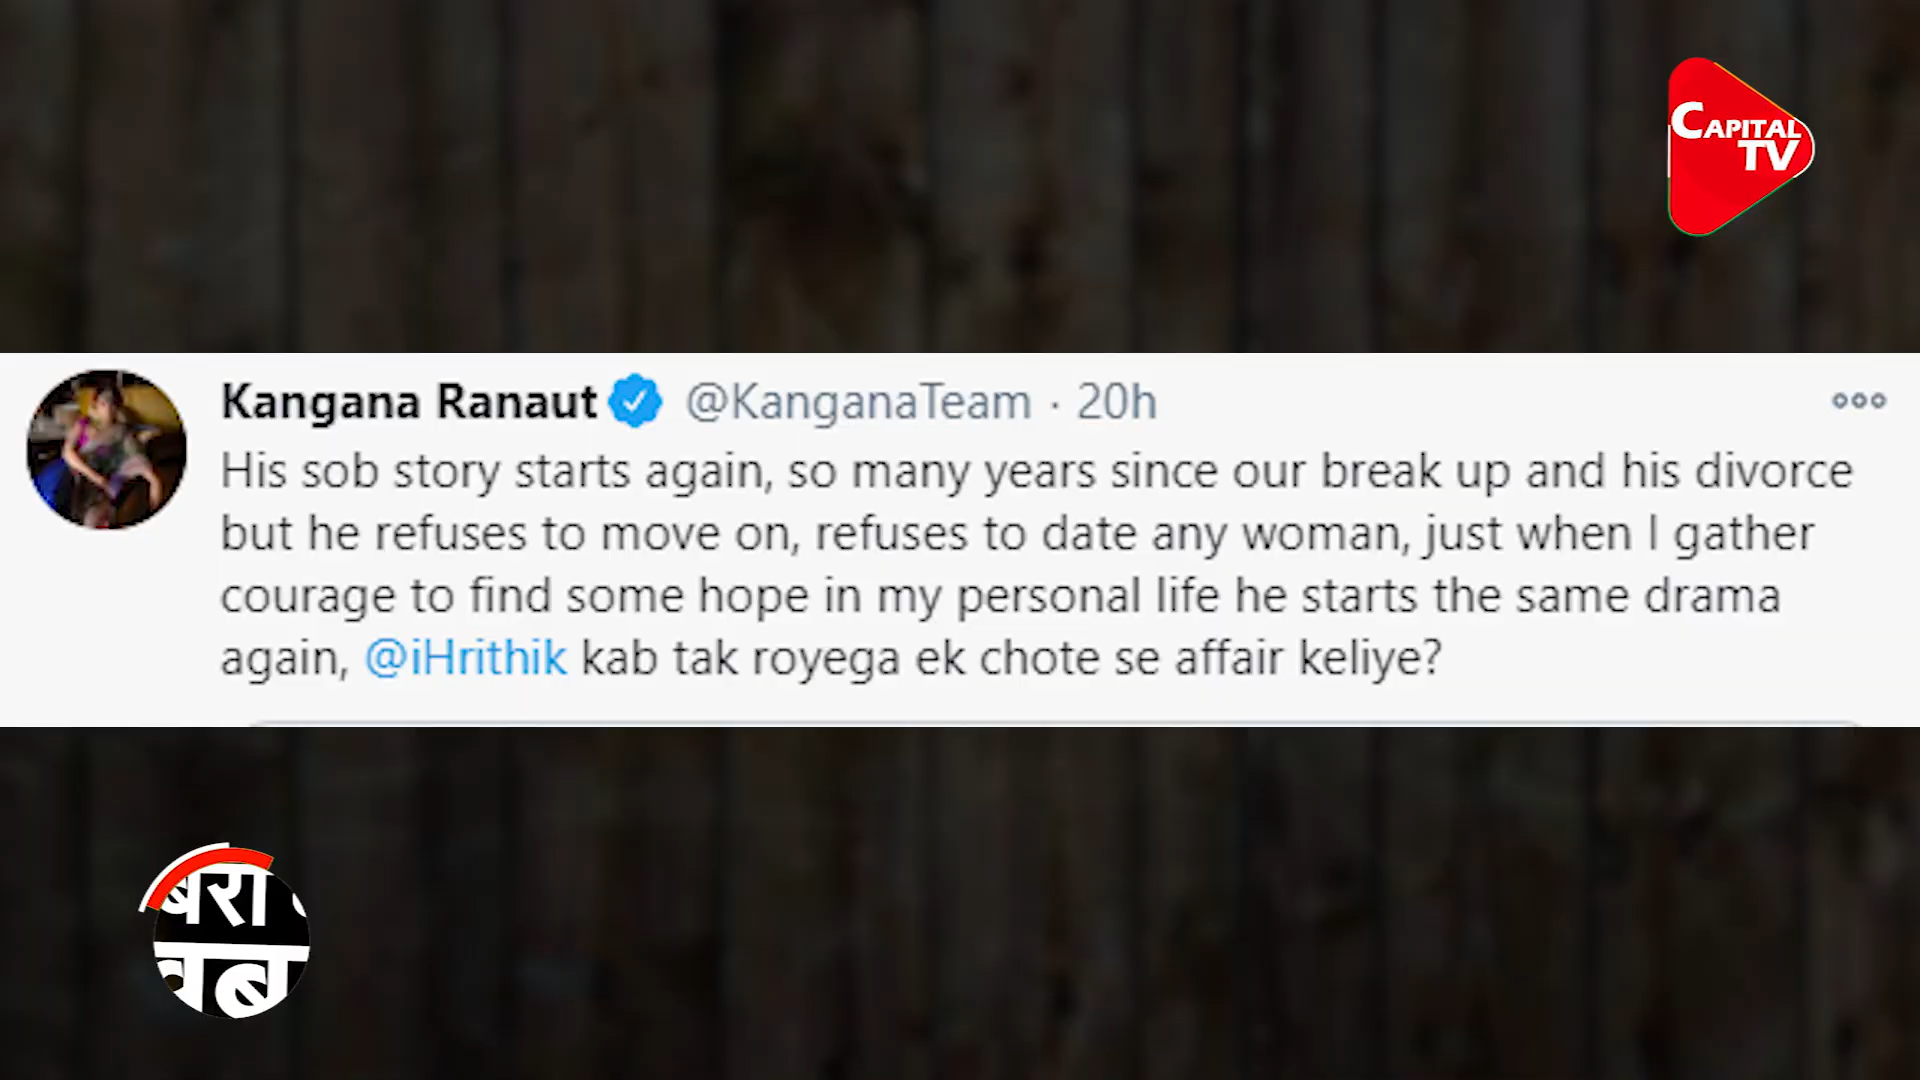 CAPITAL
TV
Kangana Ranaut @KanganaTeam · 20h
His sob story starts again, so many years since our break up and his divorce
but he refuses to move on, refuses to date any woman, just when I gather
courage to find some hope in my personal life he starts the same drama
again, @iHrithik kab tak royega ek chote se affair keliye?